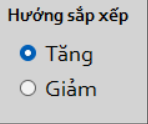 Hướng sắp xếp
Tăng
Giảm